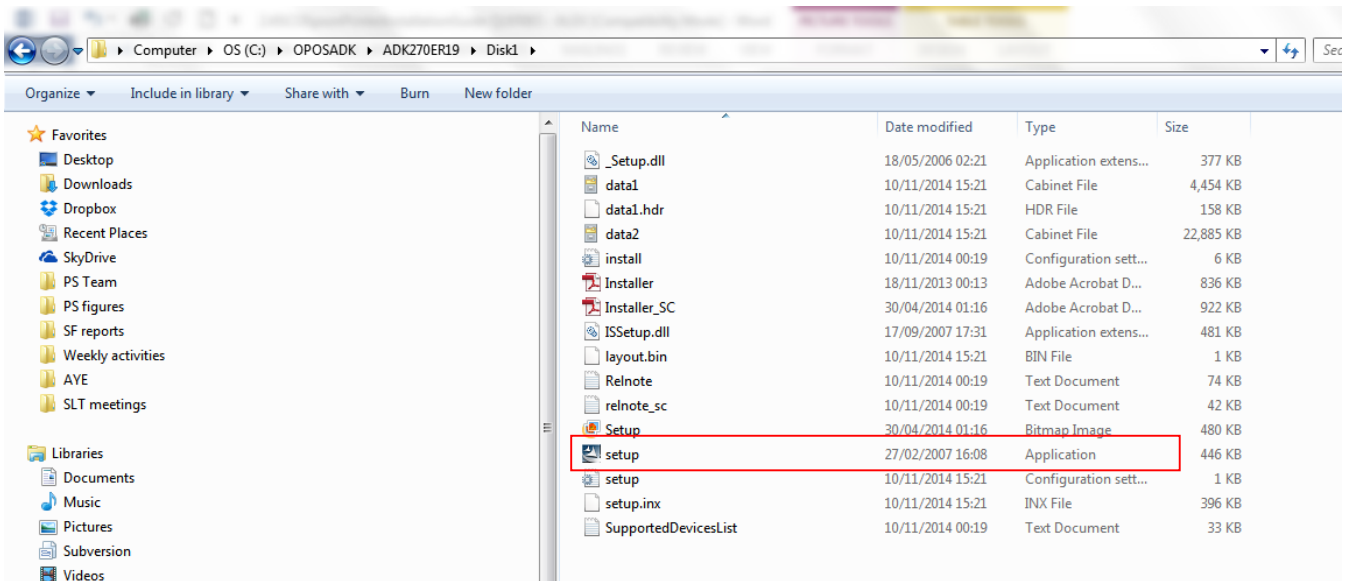 Computer ▸ OS (C:) ▸ OPOSADK ▸ ADK270ER19 ▸ Disk1 ▸
Organize Include in library Share with Burn New folder
Favorites
Desktop
Downloads
Dropbox
Recent Places
SkyDrive
PS Team
PS figures
SF reports
Weekly activities
AYE
SLT meetings
Libraries
Documents
Music
Pictures
Subversion
Videos
Name Date modified Type Size
_Setup.dll 18/05/2006 02:21 Application extens... 377 KB
data1 10/11/2014 15:21 Cabinet File 4,454 KB
data1.hdr 10/11/2014 15:21 HDR File 158 KB
data2 10/11/2014 15:21 Cabinet File 22,885 KB
install 10/11/2014 00:19 Configuration sett... 6 KB
Installer 18/11/2013 00:13 Adobe Acrobat D... 836 KB
Installer_SC 30/04/2014 01:16 Adobe Acrobat D... 922 KB
ISSetup.dll 17/09/2007 17:31 Application extens... 481 KB
layout.bin 10/11/2014 15:21 BIN File 1 KB
Relnote 10/11/2014 00:19 Text Document 74 KB
relnote_sc 10/11/2014 00:19 Text Document 42 KB
Setup 30/04/2014 01:16 Bitmap Image 480 KB
setup 27/02/2007 16:08 Application 446 KB
setup 10/11/2014 15:21 Configuration sett... 1 KB
setup.inx 10/11/2014 15:21 INX File 396 KB
SupportedDevicesList 10/11/2014 00:19 Text Document 33 KB